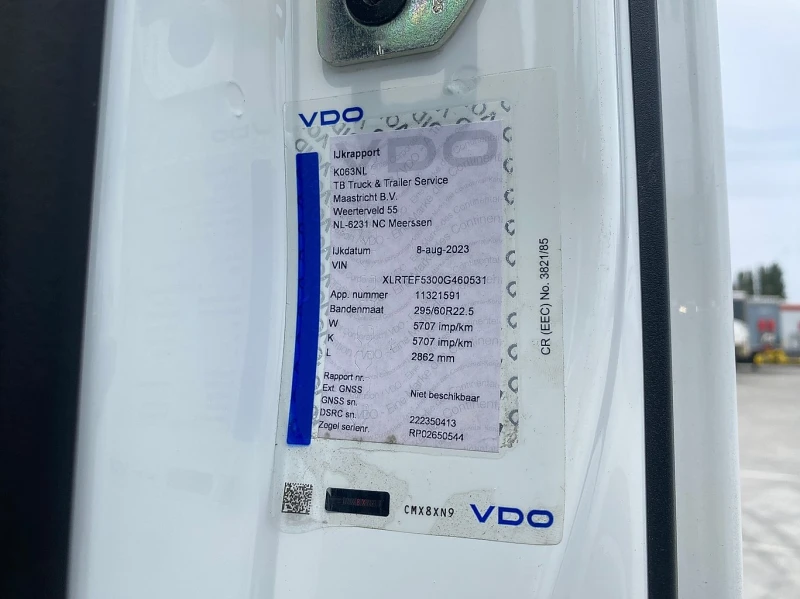 VDO
IJkrapport
K063NL
TB Truck & Trailer Service
Maastricht B.V.
Weerterveld 55
NL-6231 NC Meerssen
IJkdatum 8-aug-2023
VIN
XLRTEF5300G460531
App. nummer 11321591
Bandenmaat 295/60R22.5
W 5707 imp/km
K 5707 imp/km
L 2862 mm
Rapport nr.
Ext. GNSS Niet beschikbaar
GNSS sn.
DSRC sn. 222350413
Zegel serienr. RP02650544
CR (EEC) No. 3821/85
CMX8XN9 VDO